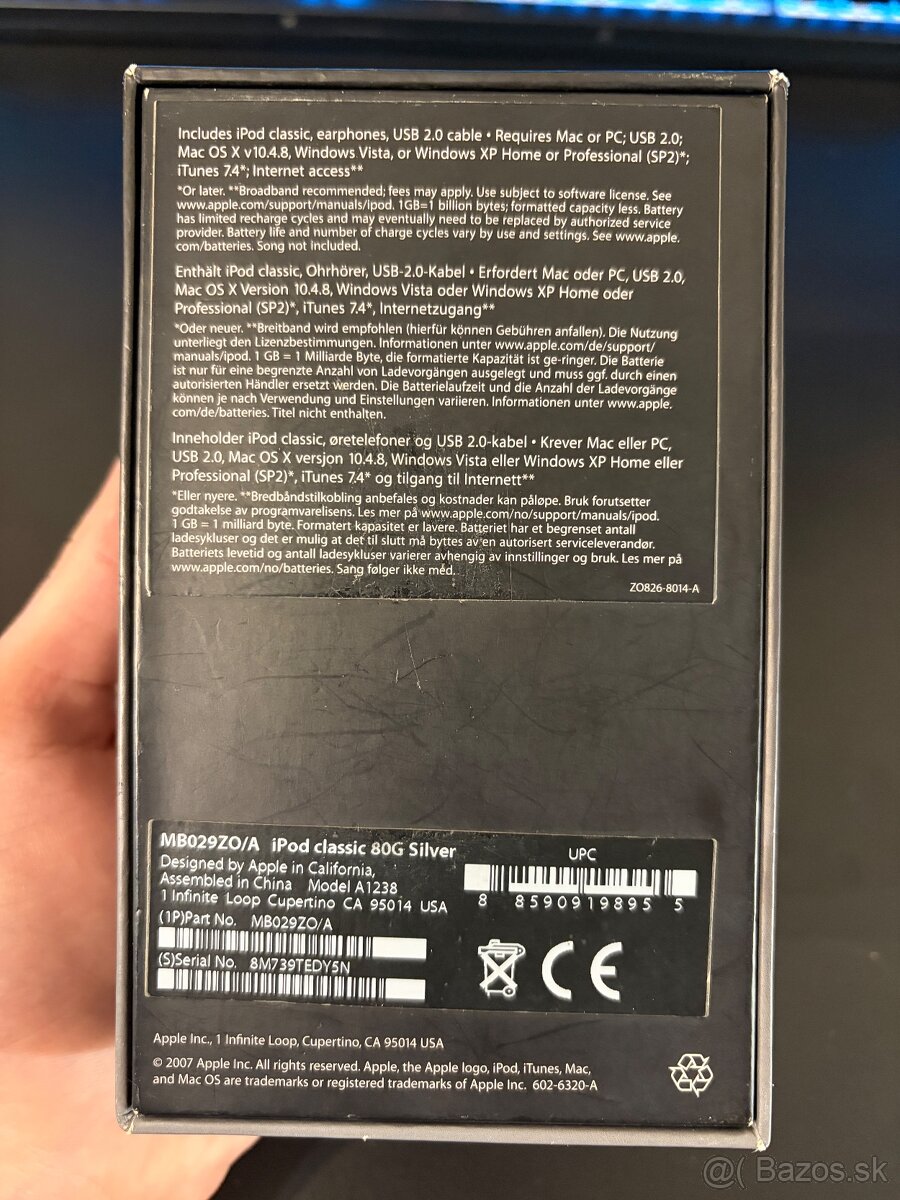 Includes iPod classic, earphones, USB 2.0 cable • Requires Mac or PC; USB 2.0;
Mac OS X v10.4.8, Windows Vista, or Windows XP Home or Professional (SP2)*;
iTunes 7.4*; Internet access**
*Or later. **Broadband recommended; fees may apply. Use subject to software license. See
www.apple.com/support/manuals/ipod. 1GB=1 billion bytes; formatted capacity less. Battery
has limited recharge cycles and may eventually need to be replaced by authorized service
provider. Battery life and number of charge cycles vary by use and settings. See www.apple.
com/batteries. Song not included.
Enthält iPod classic, Ohrhörer, USB-2.0-Kabel • Erfordert Mac oder PC, USB 2.0,
Mac OS X Version 10.4.8, Windows Vista oder Windows XP Home oder
Professional (SP2)*, iTunes 7.4*, Internetzugang**
*Oder neuer. **Breitband wird empfohlen (hierfür können Gebühren anfallen). Die Nutzung
unterliegt den Lizenzbestimmungen. Informationen unter www.apple.com/de/support/
manuals/ipod. 1 GB = 1 Milliarde Byte, die formatierte Kapazität ist ge-ringer. Die Batterie
ist nur für eine begrenzte Anzahl von Ladevorgängen ausgelegt und muss ggf. durch einen
autorisierten Händler ersetzt werden. Die Batterielaufzeit und die Anzahl der Ladevorgänge
können je nach Verwendung und Einstellungen variieren. Informationen unter www.apple.
com/de/batteries. Titel nicht enthalten.
Inneholder iPod classic, øretelefoner og USB 2.0-kabel • Krever Mac eller PC,
USB 2.0, Mac OS X versjon 10.4.8, Windows Vista eller Windows XP Home eller
Professional (SP2)*, iTunes 7.4* og tilgang til Internett**
*Eller nyere. **Bredbåndstilkobling anbefales og kostnader kan påløpe. Bruk forutsetter
godtakelse av programvarelisens. Les mer på www.apple.com/no/support/manuals/ipod.
1 GB = 1 milliard byte. Formatert kapasitet er lavere. Batteriet har et begrenset antall
ladesykluser og det er mulig at det til slutt må byttes av en autorisert serviceleverandør.
Batteriets levetid og antall ladesykluser varierer avhengig av innstillinger og bruk. Les mer på
www.apple.com/no/batteries. Sang følger ikke med.
ZO826-8014-A
MB029ZO/A iPod classic 80G Silver
Designed by Apple in California,
Assembled in China Model A1238
1 Infinite Loop Cupertino CA 95014 USA
(1P)Part No. MB029ZO/A
(S)Serial No. 8M739TEDY5N
UPC
8 85909 19895 5
CE
Apple Inc., 1 Infinite Loop, Cupertino, CA 95014 USA
© 2007 Apple Inc. All rights reserved. Apple, the Apple logo, iPod, iTunes, Mac,
and Mac OS are trademarks or registered trademarks of Apple Inc. 602-6320-A
@( Bazos.sk